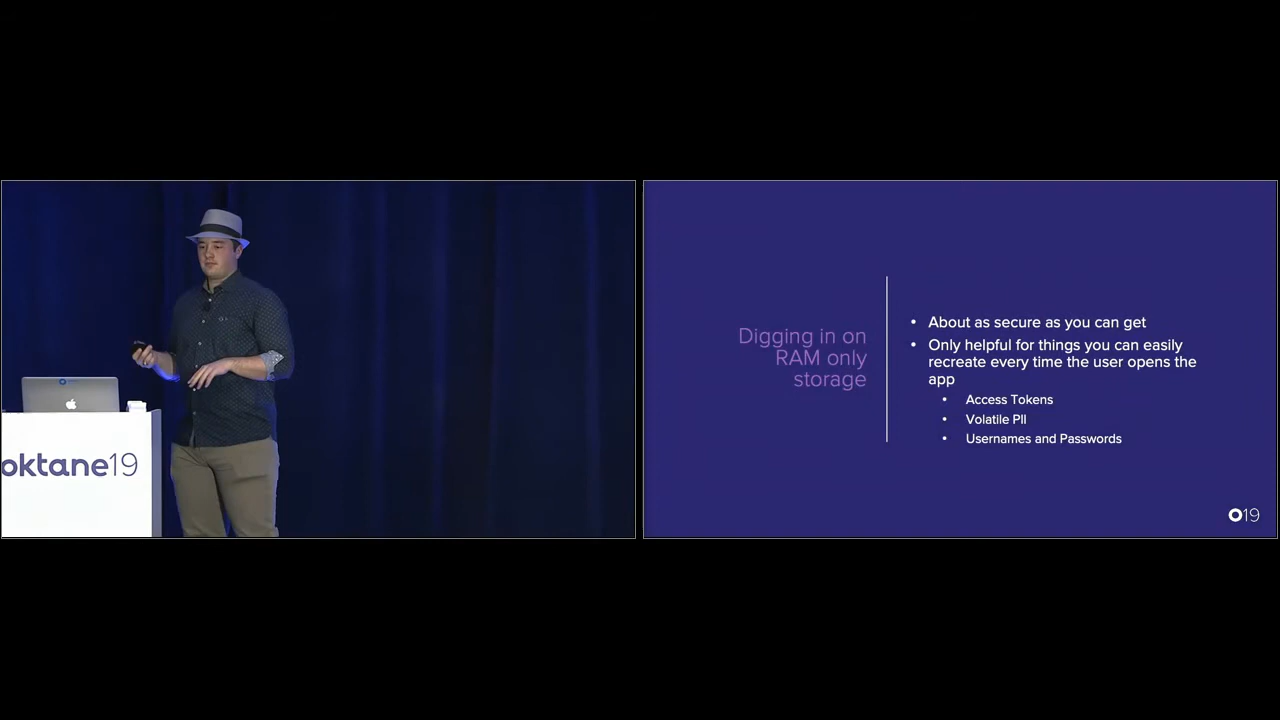 oktane19
Digging in on
RAM only
storage
• About as secure as you can get
• Only helpful for things you can easily
recreate every time the user opens the
app
• Access Tokens
• Volatile PII
• Usernames and Passwords
O19